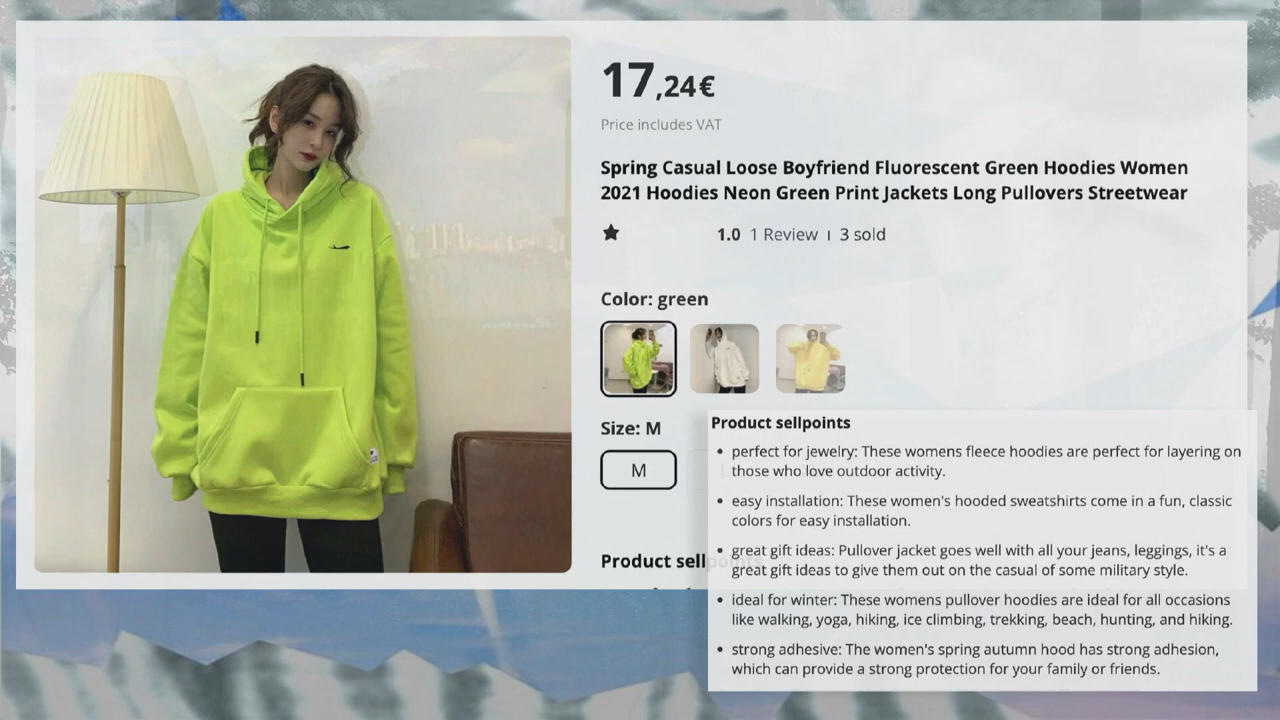 17,24€
Price includes VAT
Spring Casual Loose Boyfriend Fluorescent Green Hoodies Women
2021 Hoodies Neon Green Print Jackets Long Pullovers Streetwear
1.0 1 Review | 3 sold
Color: green
Size: M
M
Product sellpoints
Product sellpoints
• perfect for jewelry: These womens fleece hoodies are perfect for layering on
those who love outdoor activity.
• easy installation: These women's hooded sweatshirts come in a fun, classic
colors for easy installation.
• great gift ideas: Pullover jacket goes well with all your jeans, leggings, it's a
great gift ideas to give them out on the casual of some military style.
• ideal for winter: These womens pullover hoodies are ideal for all occasions
like walking, yoga, hiking, ice climbing, trekking, beach, hunting, and hiking.
• strong adhesive: The women's spring autumn hood has strong adhesion,
which can provide a strong protection for your family or friends.